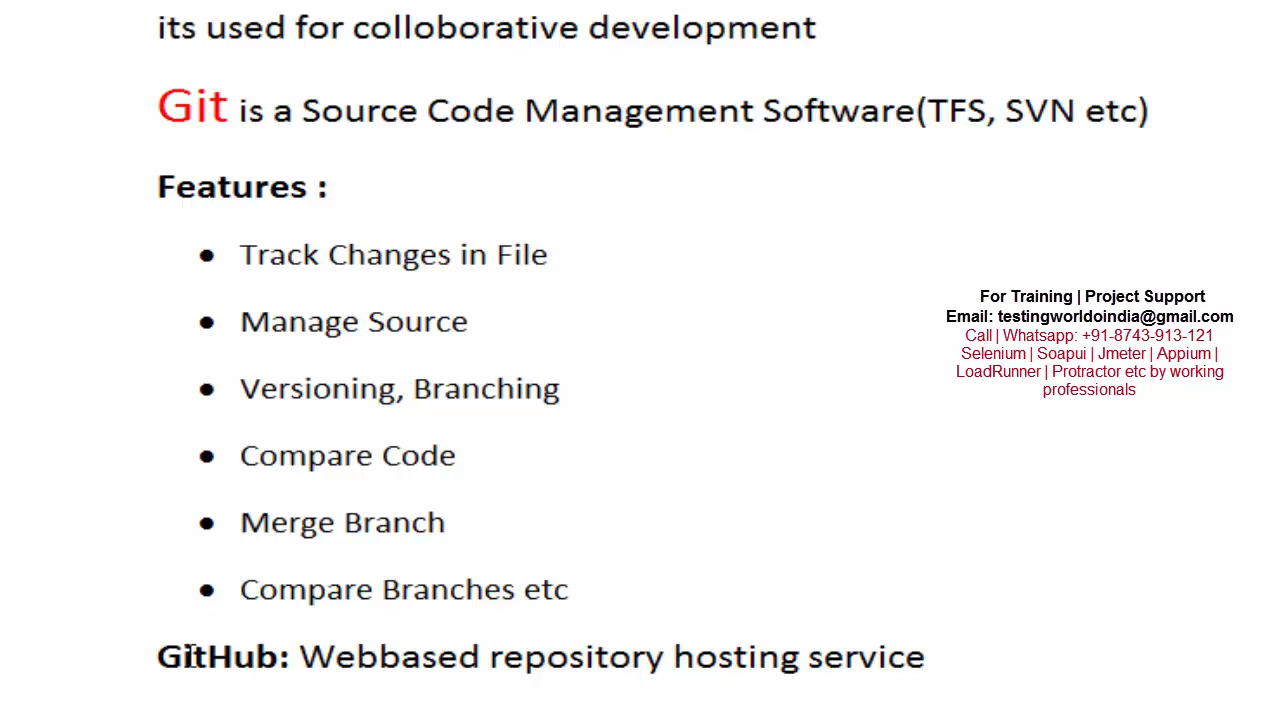 its used for colloborative development
Git is a Source Code Management Software(TFS, SVN etc)
Features :
● Track Changes in File
● Manage Source
● Versioning, Branching
● Compare Code
● Merge Branch
● Compare Branches etc
GitHub: Webbased repository hosting service
For Training | Project Support
Email: testingworldoindia@gmail.com
Call | Whatsapp: +91-8743-913-121
Selenium | Soapui | Jmeter | Appium |
LoadRunner | Protractor etc by working
professionals